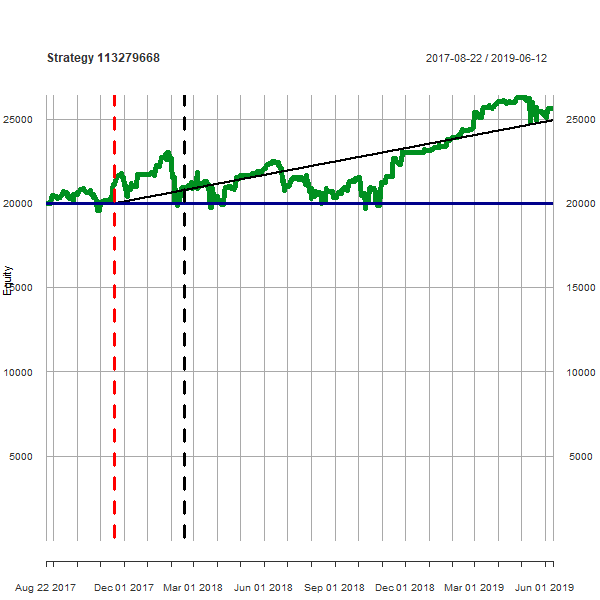 Strategy 113279668
2017-08-22 / 2019-06-12
25000
25000
20000
20000
Equity
15000
15000
10000
10000
5000
5000
Aug 22 2017
Dec 01 2017
Mar 01 2018
Jun 01 2018
Sep 01 2018
Dec 01 2018
Mar 01 2019
Jun 01 2019